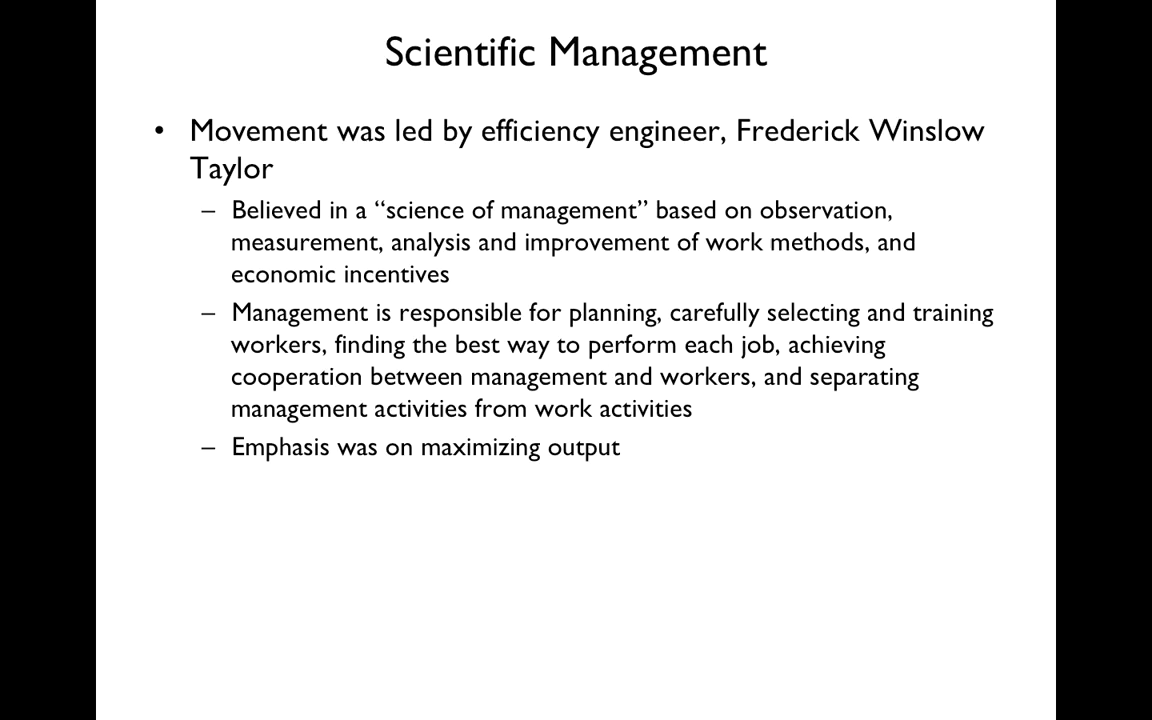 Scientific Management
• Movement was led by efficiency engineer, Frederick Winslow
Taylor
– Believed in a “science of management” based on observation,
measurement, analysis and improvement of work methods, and
economic incentives
– Management is responsible for planning, carefully selecting and training
workers, finding the best way to perform each job, achieving
cooperation between management and workers, and separating
management activities from work activities
– Emphasis was on maximizing output